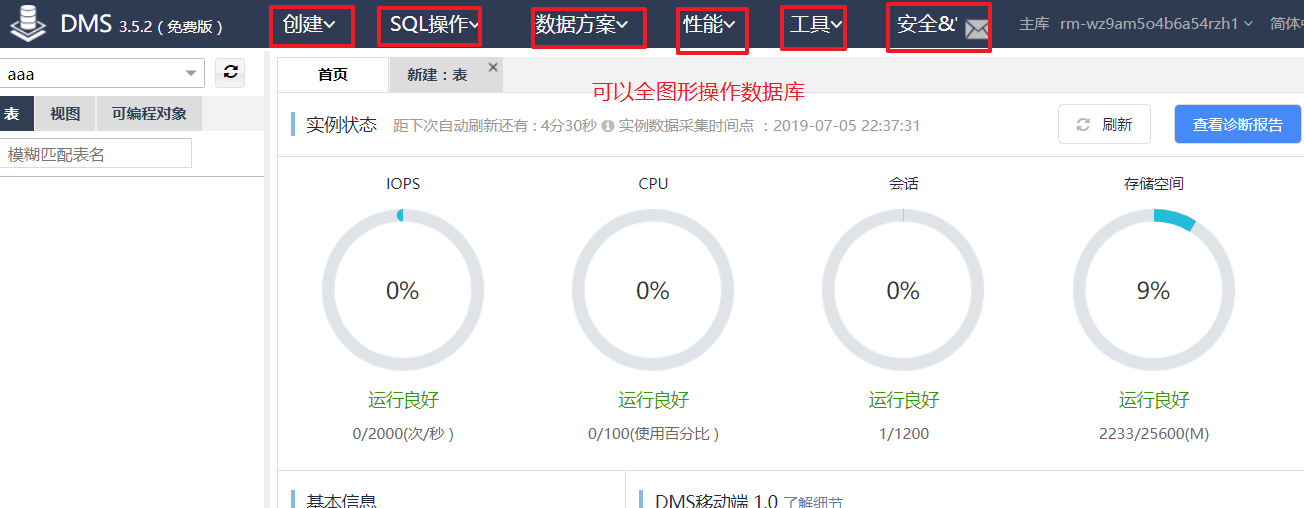 DMS 3.5.2 ( 免费版 ) 创建 SQL操作 数据方案 性能 工具 安全& 主库 rm-wz9am5o4b6a54rzh1 简体
aaa
首页 新建：表
可以全图形操作数据库
表 视图 可编程对象
实例状态 距下次自动刷新还有 : 4分30秒 实例数据采集时间点 ：2019-07-05 22:37:31 刷新 查看诊断报告
模糊匹配表名
IOPS CPU 会话 存储空间
0% 0% 0% 9%
运行良好 运行良好 运行良好 运行良好
0/2000(次/秒 ) 0/100(使用百分比 ) 1/1200 2233/25600(M)
基本信息 DMS移动端 1.0 了解细节